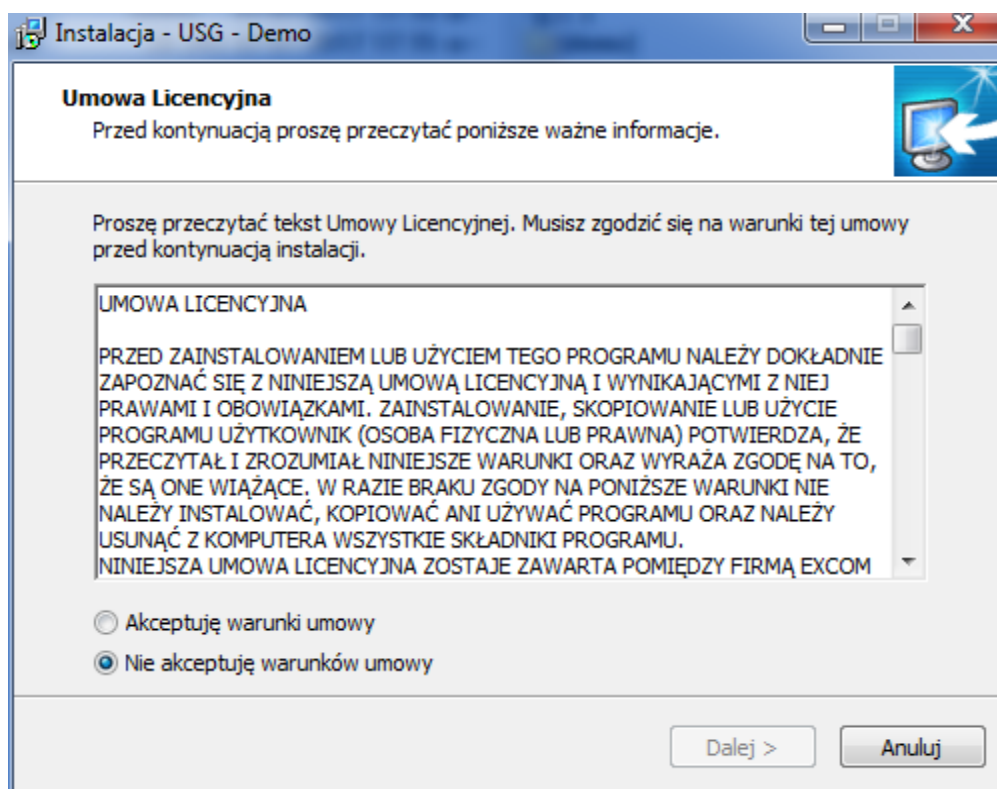 Instalacja - USG - Demo
Umowa Licencyjna
Przed kontynuacją proszę przeczytać poniższe ważne informacje.
Proszę przeczytać tekst Umowy Licencyjnej. Musisz zgodzić się na warunki tej umowy
przed kontynuacją instalacji.
UMOWA LICENCYJNA
PRZED ZAINSTALOWANIEM LUB UŻYCIEM TEGO PROGRAMU NALEŻY DOKŁADNIE
ZAPOZNAĆ SIĘ Z NINIEJSZĄ UMOWĄ LICENCYJNĄ I WYNIKAJĄCYMI Z NIEJ
PRAWAMI I OBOWIĄZKAMI. ZAINSTALOWANIE, SKOPIOWANIE LUB UŻYCIE
PROGRAMU UŻYTKOWNIK (OSOBA FIZYCZNA LUB PRAWNA) POTWIERDZA, ŻE
PRZECZYTAŁ I ZROZUMIAŁ NINIEJSZE WARUNKI ORAZ WYRAŻA ZGODĘ NA TO,
ŻE SĄ ONE WIĄŻĄCE. W RAZIE BRAKU ZGODY NA PONIŻSZE WARUNKI NIE
NALEŻY INSTALOWAĆ, KOPIOWAĆ ANI UŻYWAĆ PROGRAMU ORAZ NALEŻY
USUNĄĆ Z KOMPUTERA WSZYSTKIE SKŁADNIKI PROGRAMU.
NINIEJSZA UMOWA LICENCYJNA ZOSTAJE ZAWARTA POMIĘDZY FIRMĄ EXCOM
Akceptuję warunki umowy
Nie akceptuję warunków umowy
Dalej >
Anuluj